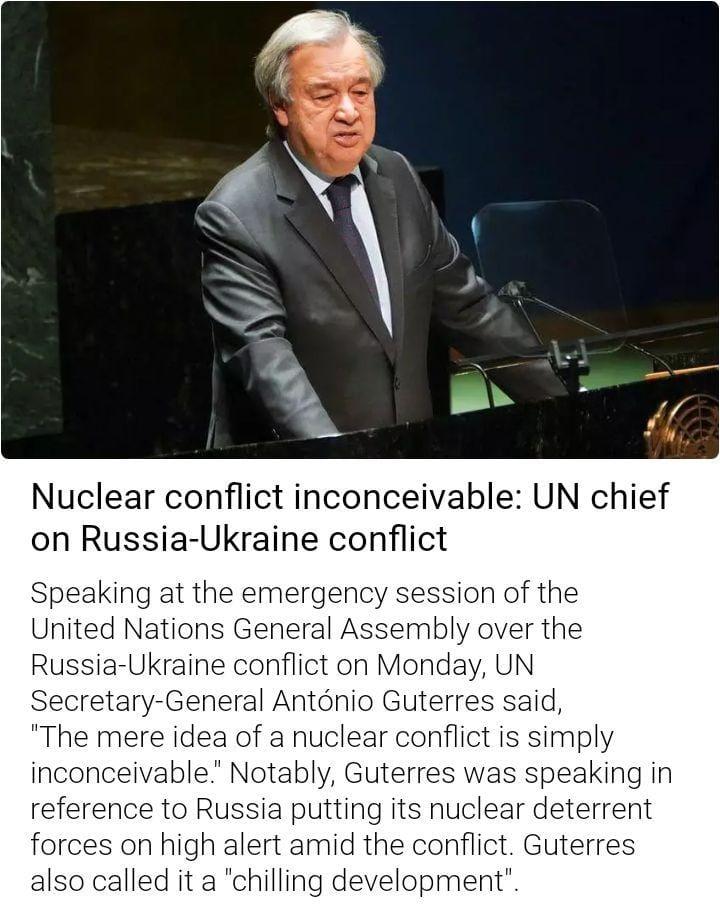 Nuclear conflict inconceivable: UN chief
on Russia-Ukraine conflict
Speaking at the emergency session of the
United Nations General Assembly over the
Russia-Ukraine conflict on Monday, UN
Secretary-General António Guterres said,
"The mere idea of a nuclear conflict is simply
inconceivable." Notably, Guterres was speaking in
reference to Russia putting its nuclear deterrent
forces on high alert amid the conflict. Guterres
also called it a "chilling development".